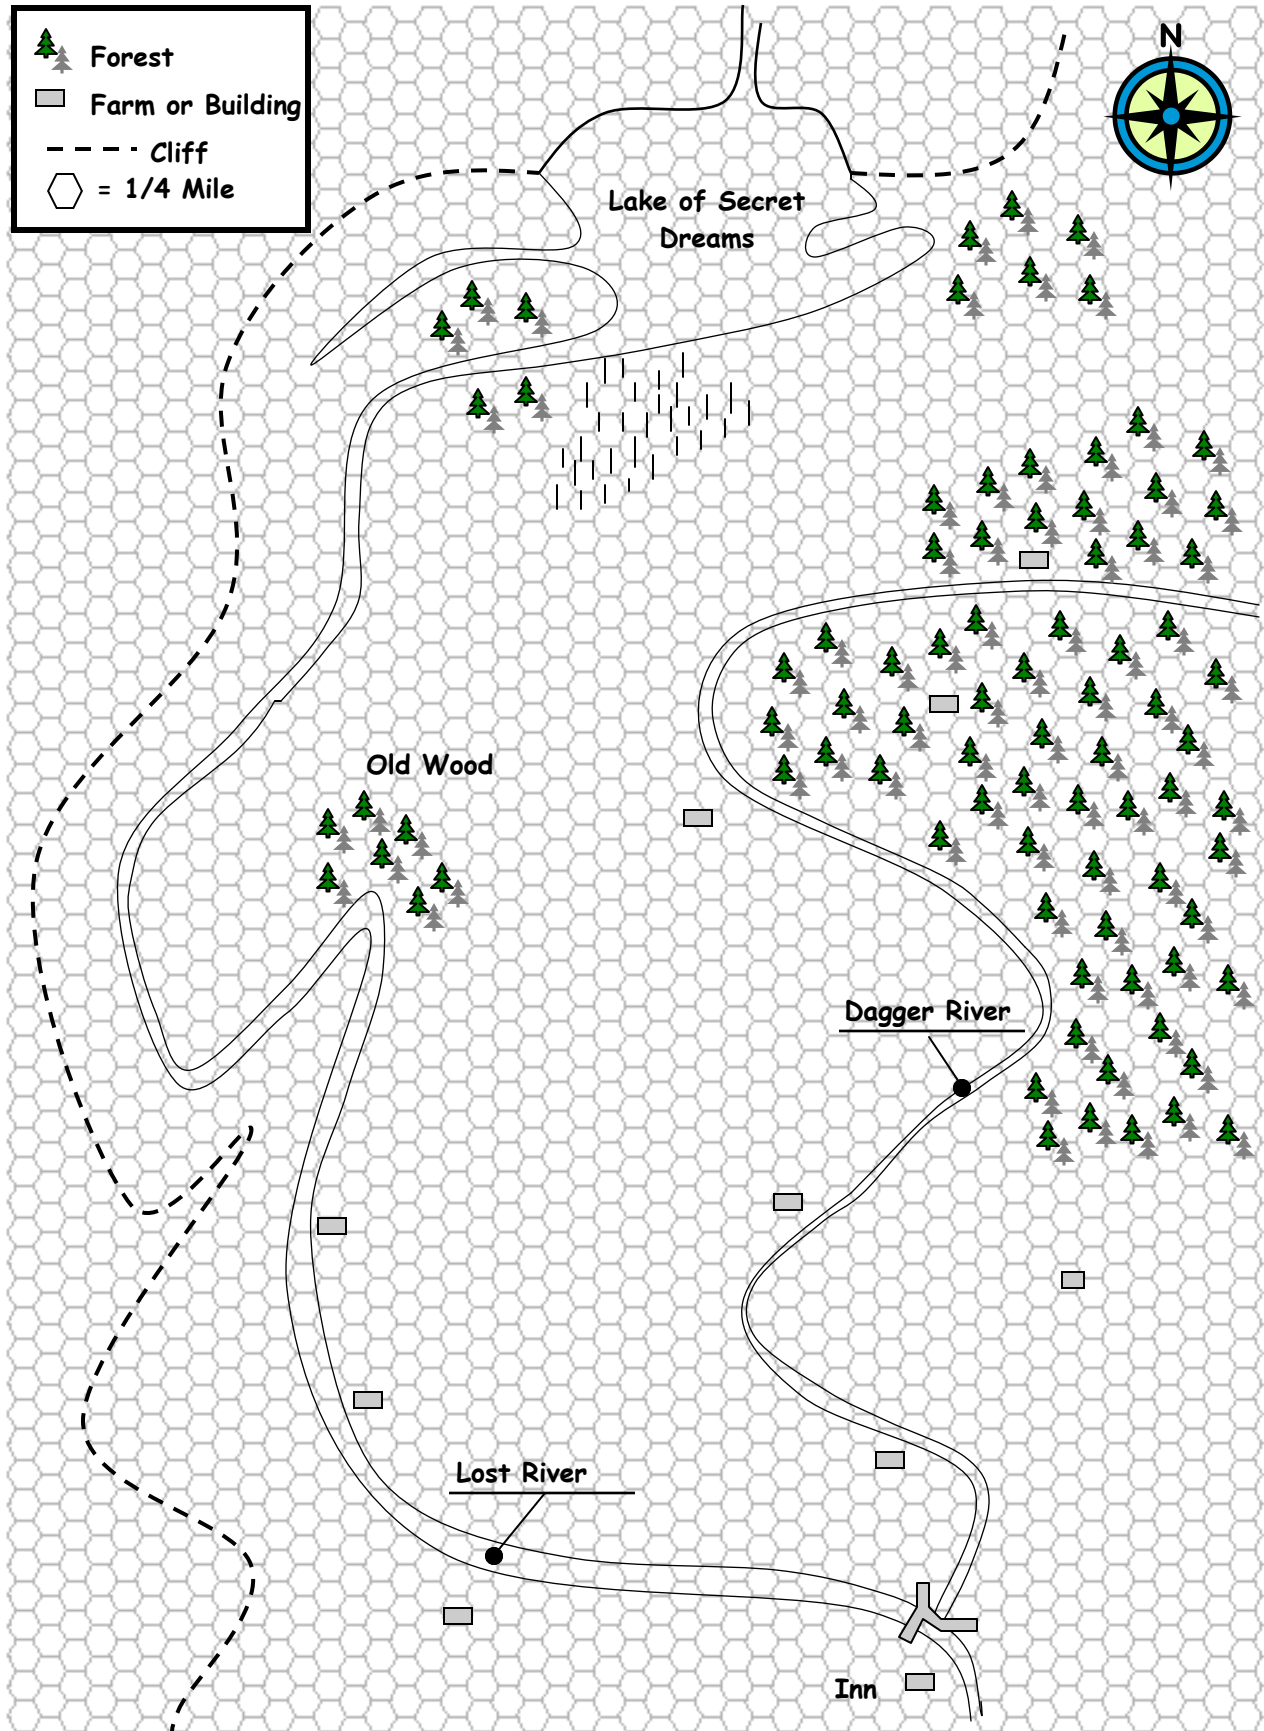 Forest
Farm or Building
Cliff
= 1/4 Mile
N
Lake of Secret
Dreams
Old Wood
Dagger River
Lost River
Inn